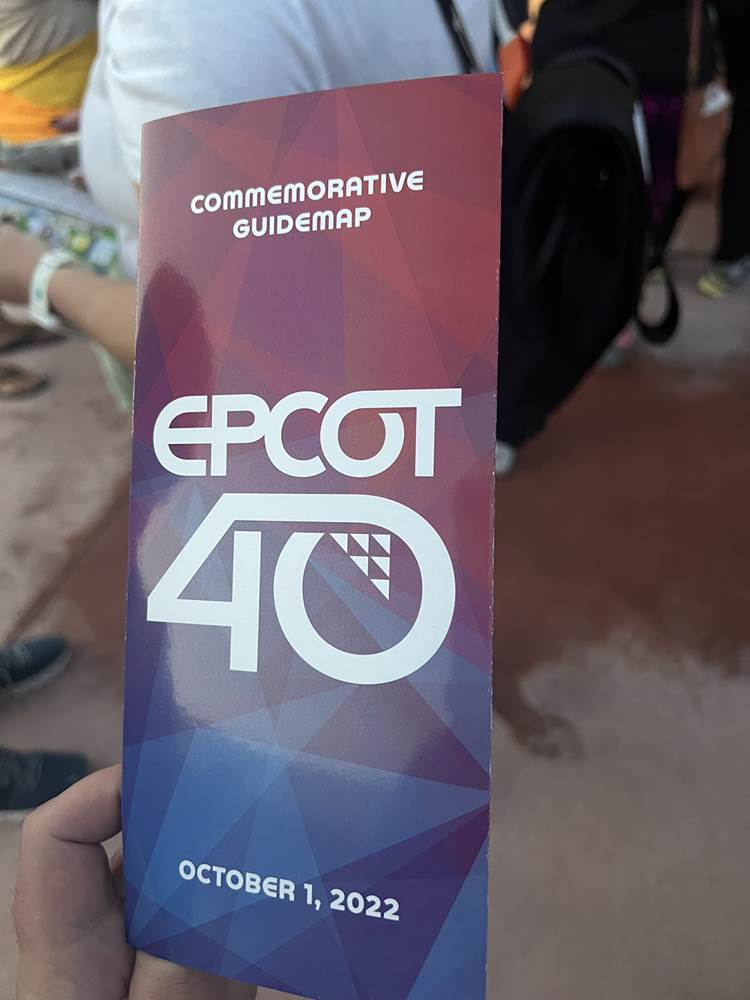 COMMEMORATIVE
GUIDEMAP
EPCOT
40
OCTOBER 1, 2022